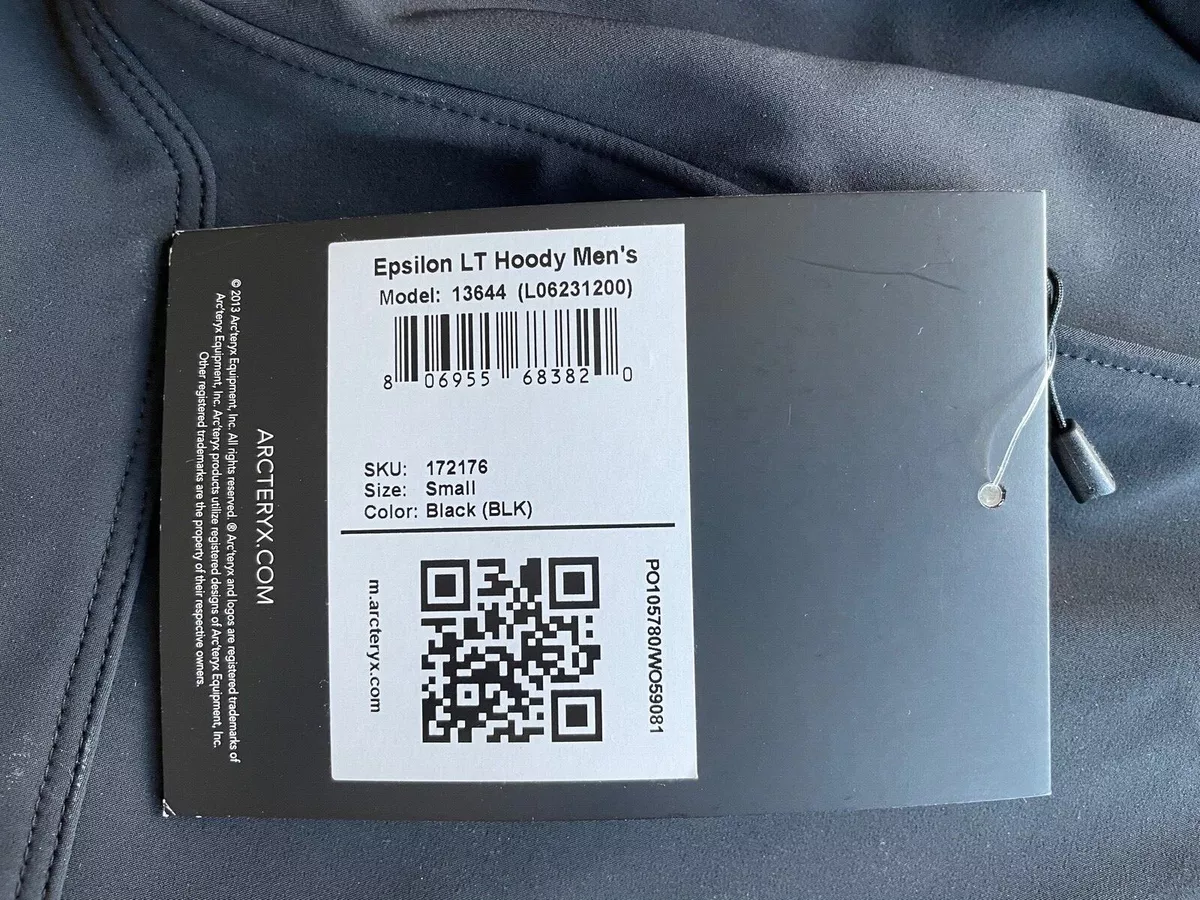 Epsilon LT Hoody Men's
Model: 13644 (L06231200)
8 06955 68382 0
SKU: 172176
Size: Small
Color: Black (BLK)
m.arcteryx.com
PO105780/WO59081
ARCTERYX.COM
© 2013 Arc'teryx Equipment, Inc. All rights reserved. ® Arc'teryx and logos are registered trademarks of
Arc'teryx Equipment, Inc. Arc'teryx products utilize registered designs of Arc'teryx Equipment, Inc.
Other registered trademarks are the property of their respective owners.